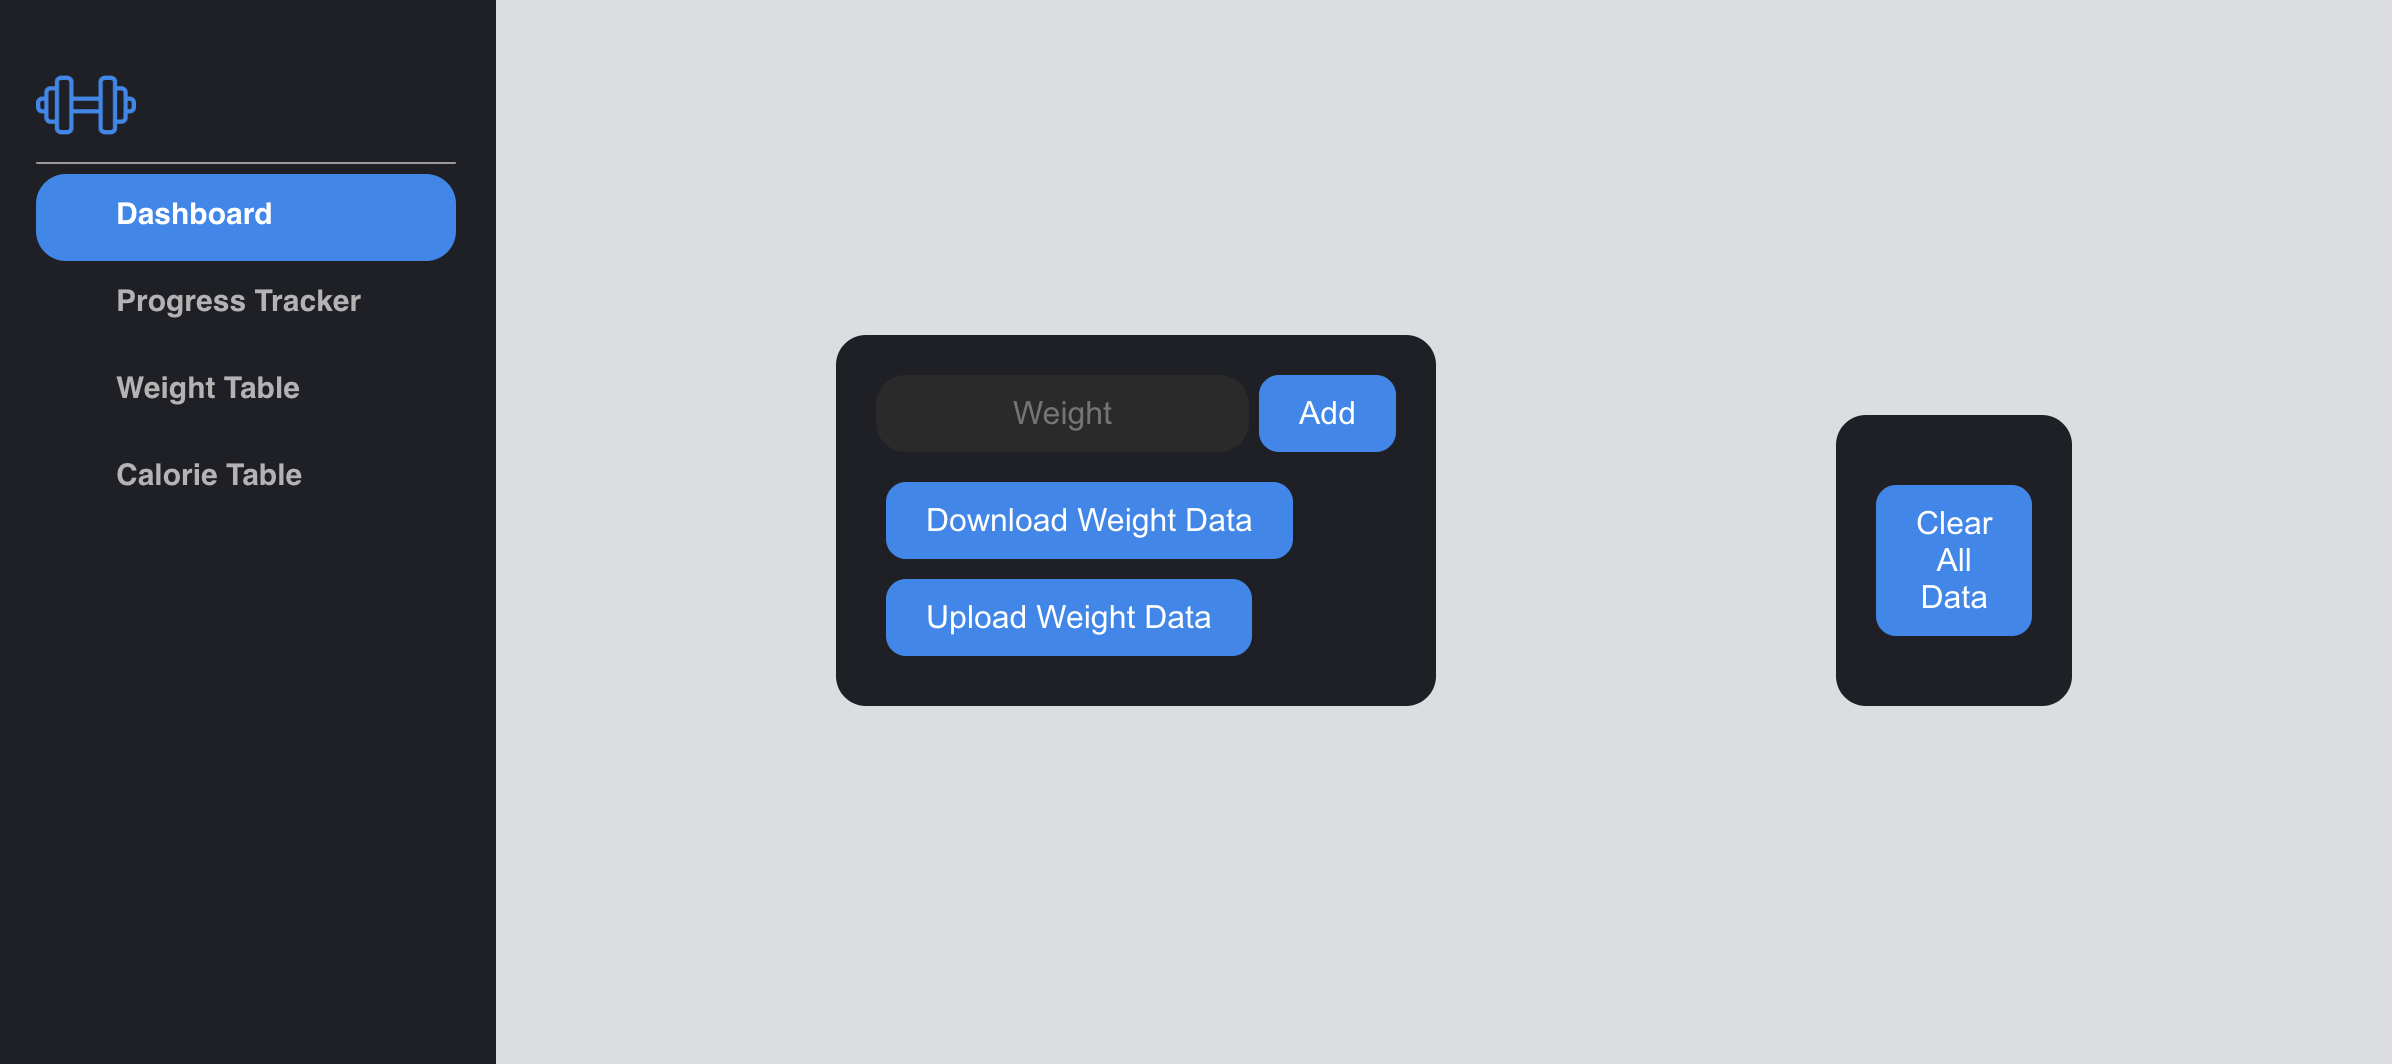 Dashboard
Progress Tracker
Weight Table
Calorie Table
Weight
Add
Download Weight Data
Upload Weight Data
Clear
All
Data